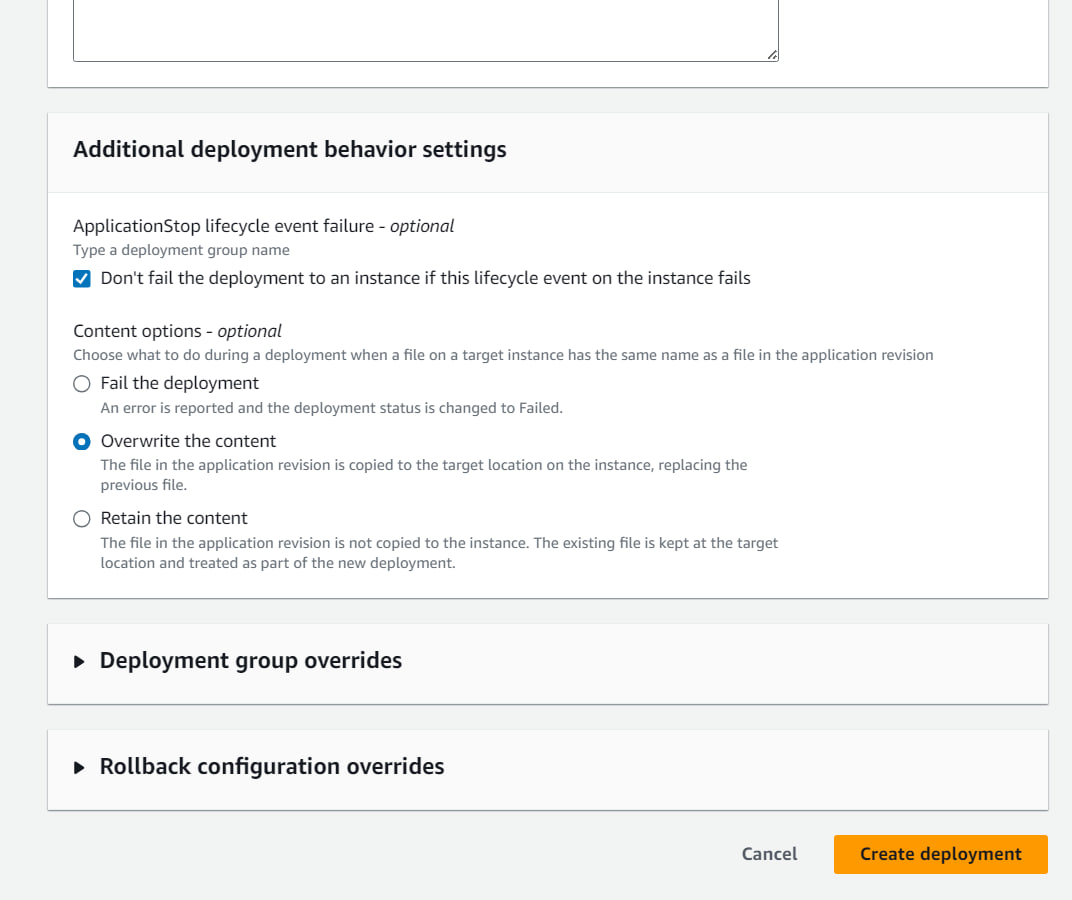 Additional deployment behavior settings
ApplicationStop lifecycle event failure - optional
Type a deployment group name
Don't fail the deployment to an instance if this lifecycle event on the instance fails
Content options - optional
Choose what to do during a deployment when a file on a target instance has the same name as a file in the application revision
Fail the deployment
An error is reported and the deployment status is changed to Failed.
Overwrite the content
The file in the application revision is copied to the target location on the instance, replacing the
previous file.
Retain the content
The file in the application revision is not copied to the instance. The existing file is kept at the target
location and treated as part of the new deployment.
Deployment group overrides
Rollback configuration overrides
Cancel
Create deployment